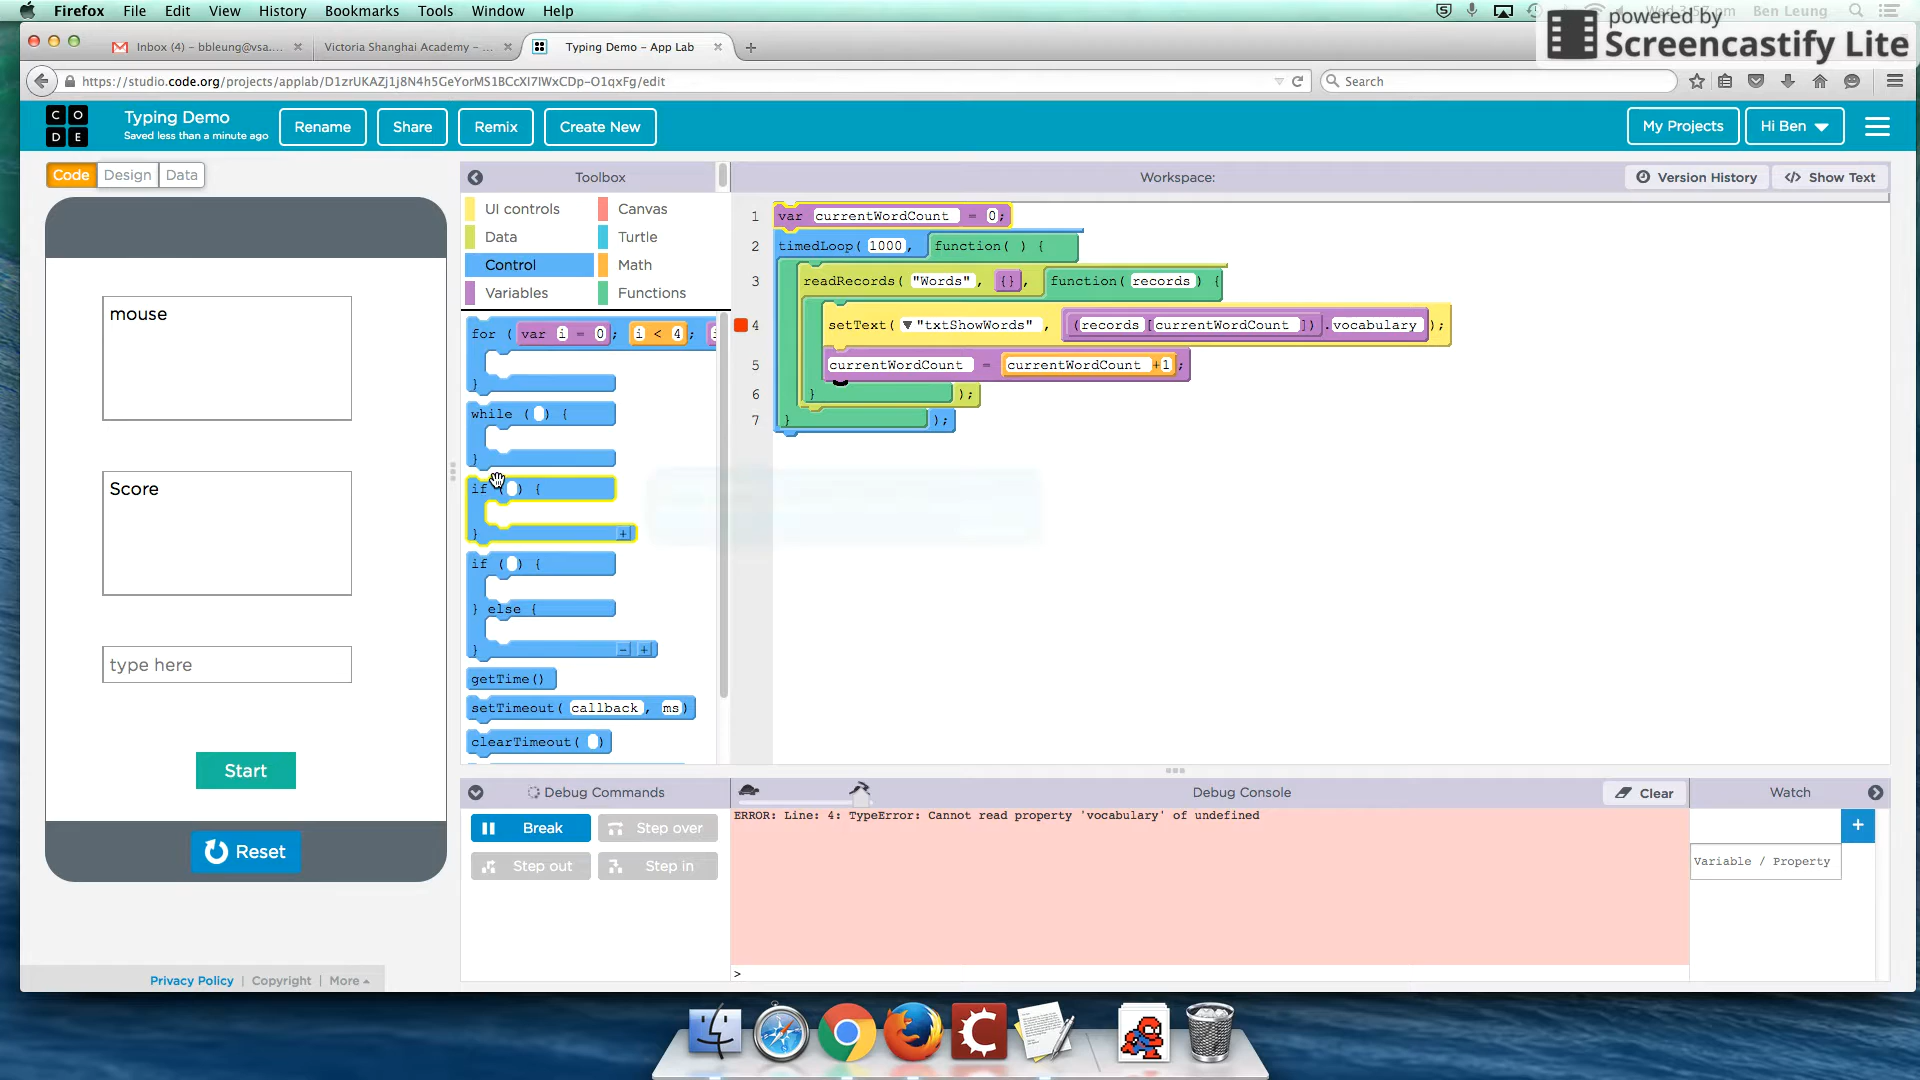 Firefox File Edit View History Bookmarks Tools Window Help
Ben Leung
powered by
Screencastify Lite
Inbox (4) – bbleung@vsa.... Victoria Shanghai Academy – ... Typing Demo – App Lab
https://studio.code.org/projects/applab/D1zrUKAZj1j8N4h5GeYorMS1BCcXI7IWxCDp-O1qxFg/edit
Search
C O
D E
Typing Demo
Saved less than a minute ago
Rename Share Remix Create New
My Projects Hi Ben
Code Design Data
Toolbox
Workspace:
Version History </> Show Text
UI controls Canvas
Data Turtle
Control Math
Variables Functions
mouse
Score
type here
Start
Reset
Privacy Policy | Copyright | More
for ( var i = 0; i < 4;
}
while ( ) {
}
if ( ) {
} +
if ( ) {
} else {
} - +
getTime()
setTimeout( callback, ms)
clearTimeout( )
1 var currentWordCount = 0;
2 timedLoop( 1000, function( ) {
3 readRecords( "Words", {}, function( records ) {
4 setText( "txtShowWords", (records [currentWordCount ]).vocabulary );
5 currentWordCount = currentWordCount +1;
6 } );
7 } );
Debug Commands
Break Step over
Step out Step in
Debug Console
Clear
ERROR: Line: 4: TypeError: Cannot read property 'vocabulary' of undefined
>
Watch
+
Variable / Property